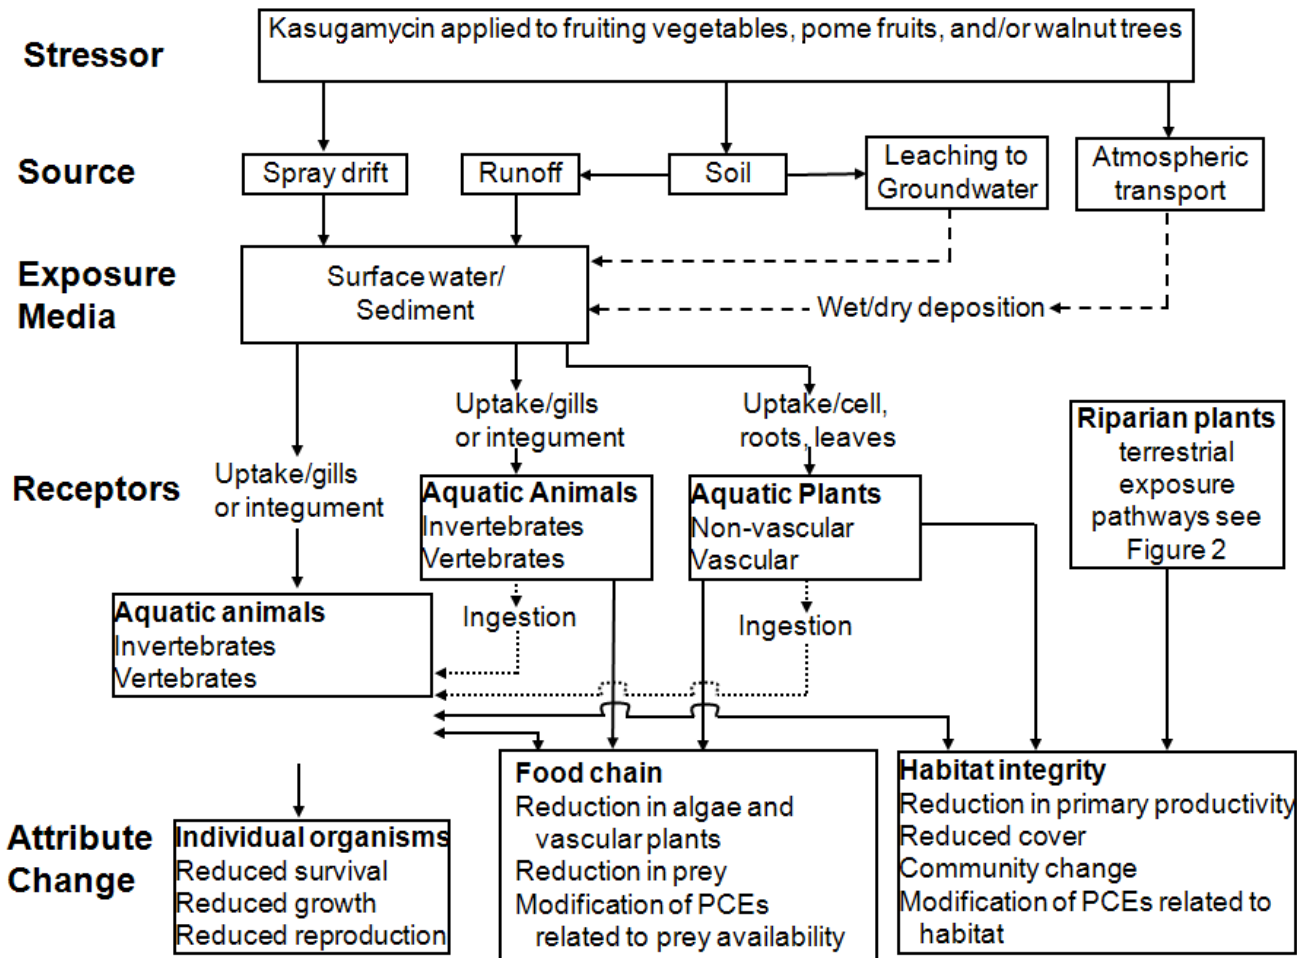 Stressor
Kasugamycin applied to fruiting vegetables, pome fruits, and/or walnut trees
Source
Spray drift
Runoff
Soil
Leaching to
Groundwater
Atmospheric
transport
Exposure
Media
Surface water/
Sediment
Wet/dry deposition
Receptors
Uptake/gills
or integument
Uptake/gills
or integument
Uptake/cell,
roots, leaves
Riparian plants
terrestrial
exposure
pathways see
Figure 2
Aquatic Animals
Invertebrates
Vertebrates
Aquatic Plants
Non-vascular
Vascular
Aquatic animals
Invertebrates
Vertebrates
Ingestion
Ingestion
Attribute
Change
Individual organisms
Reduced survival
Reduced growth
Reduced reproduction
Food chain
Reduction in algae and
vascular plants
Reduction in prey
Modification of PCEs
related to prey availability
Habitat integrity
Reduction in primary productivity
Reduced cover
Community change
Modification of PCEs related to
habitat